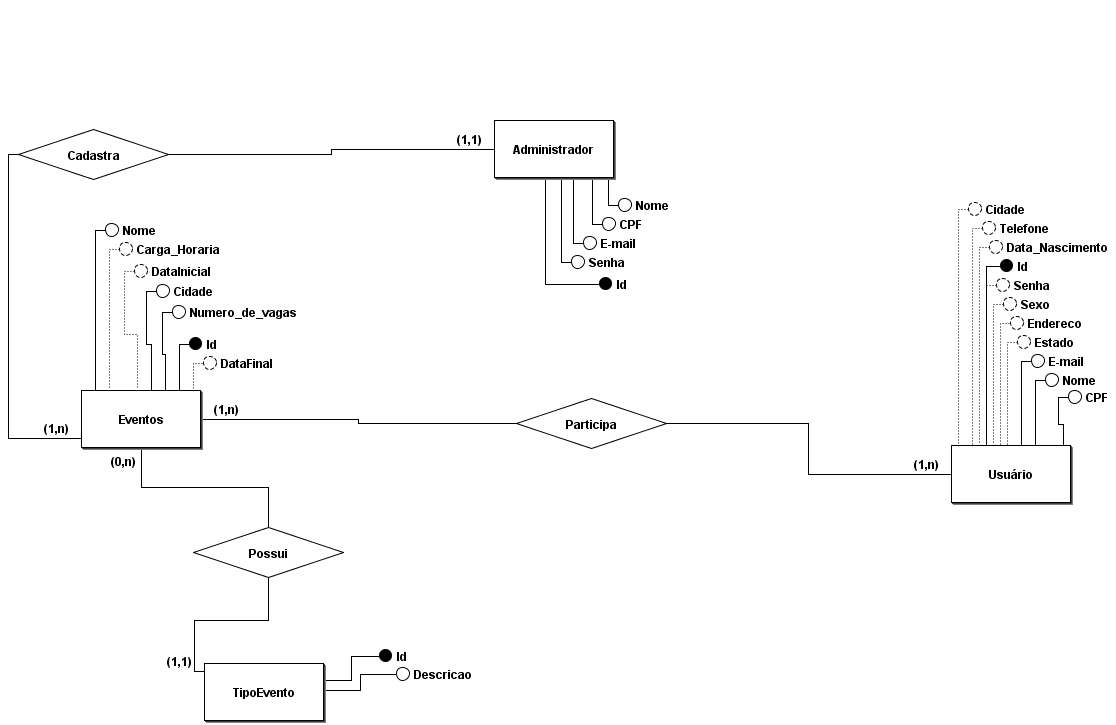 (1,1)
Administrador
Cadastra
Nome
CPF
E-mail
Senha
Id
Nome
Carga_Horaria
DataInicial
Cidade
Numero_de_vagas
Id
DataFinal
Cidade
Telefone
Data_Nascimento
Id
Senha
Sexo
Endereco
Estado
E-mail
Nome
CPF
(1,n)
Eventos
(1,n)
(0,n)
Participa
(1,n)
Usuário
Possui
(1,1)
TipoEvento
Id
Descricao